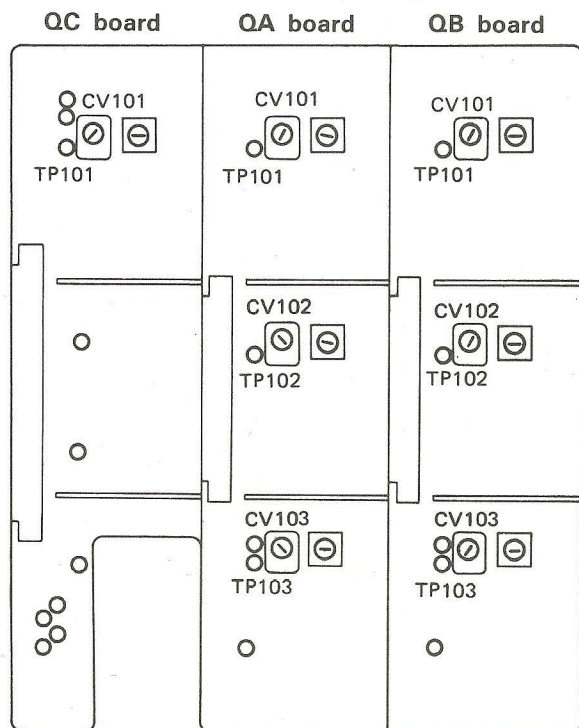 QC board QA board QB board
CV101 CV101 CV101
TP101 TP101 TP101
CV102 CV102
TP102 TP102
CV103 CV103
TP103 TP103